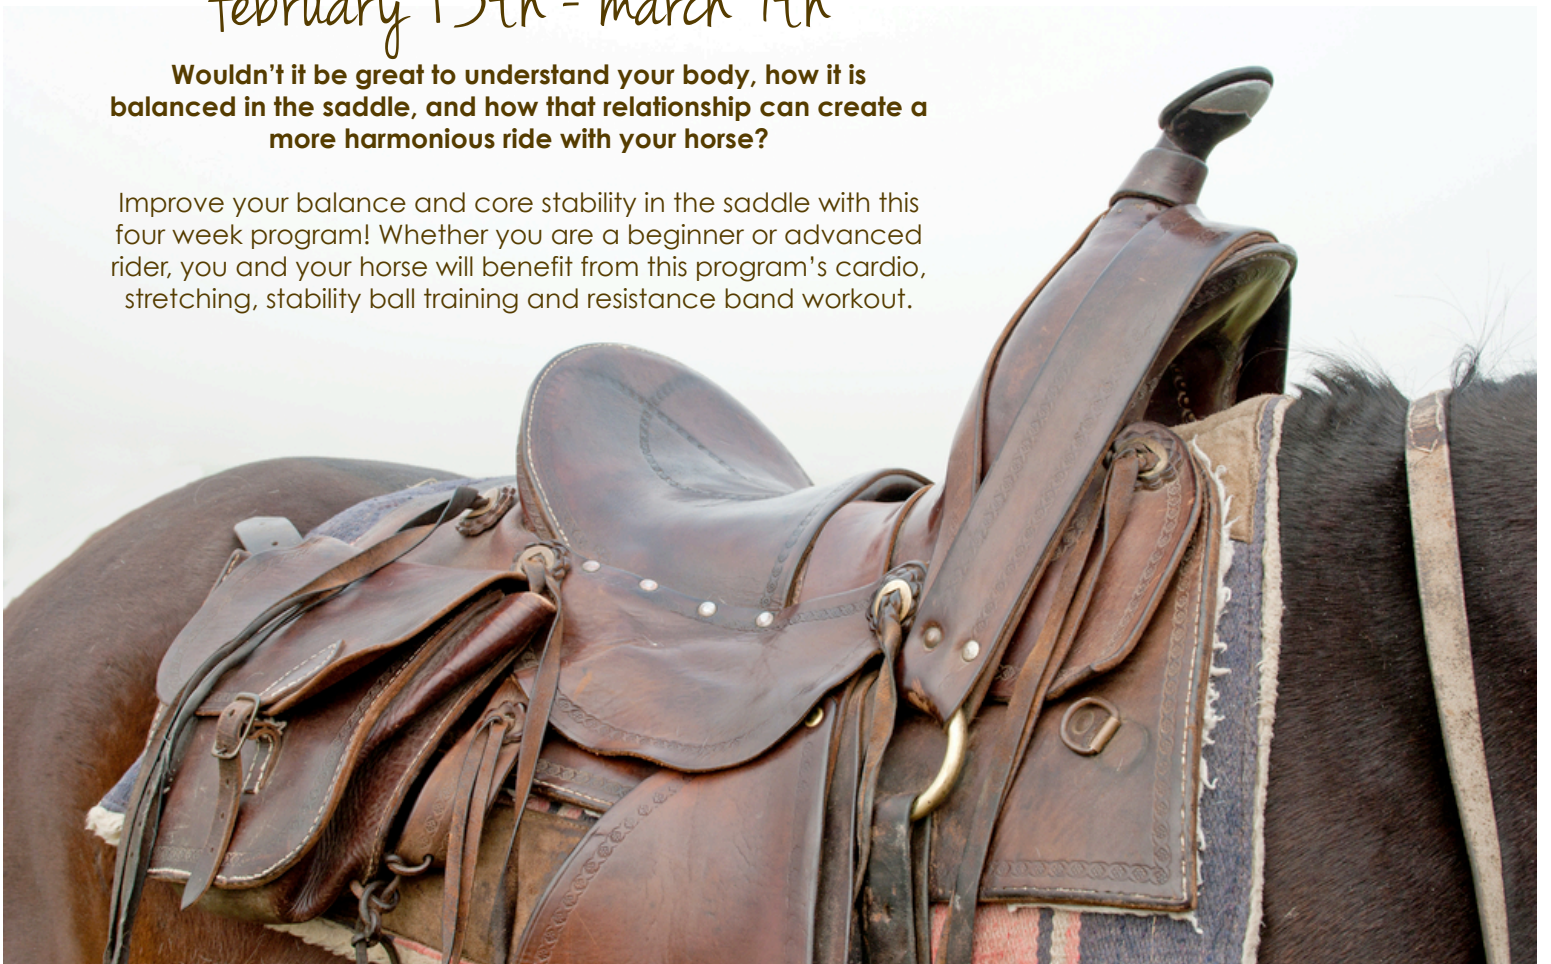 february 1 th - march th
Wouldn't it be great to understand your body, how it is
balanced in the saddle, and how that relationship can create a
more harmonious ride with your horse?
Improve your balance and core stability in the saddle with this
four week program! Whether you are a beginner or advanced
rider, you and your horse will benefit from this program's cardio,
stretching, stability ball training and resistance band workout.